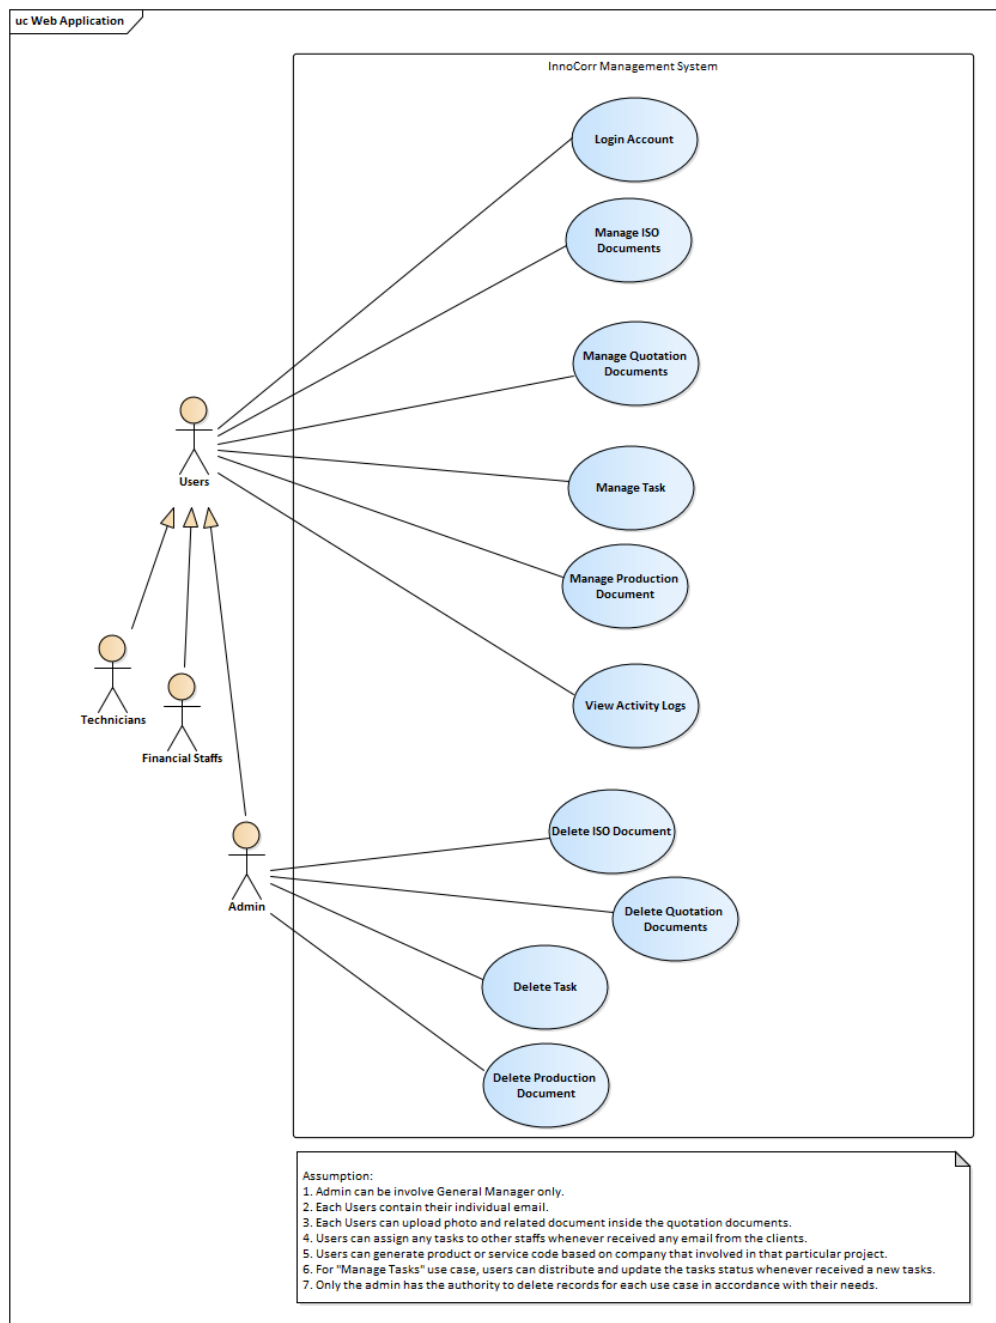 uc Web Application
InnoCorr Management System
Login Account
Manage ISO
Documents
Manage Quotation
Documents
Users
Manage Task
Manage Production
Document
Technicians
Financial Staffs
View Activity Logs
Admin
Delete ISO Document
Delete Quotation
Documents
Delete Task
Delete Production
Document
Assumption:
1. Admin can be involve General Manager only.
2. Each Users contain their individual email.
3. Each Users can upload photo and related document inside the quotation documents.
4. Users can assign any tasks to other staffs whenever received any email from the clients.
5. Users can generate product or service code based on company that involved in that particular project.
6. For "Manage Tasks" use case, users can distribute and update the tasks status whenever received a new tasks.
7. Only the admin has the authority to delete records for each use case in accordance with their needs.